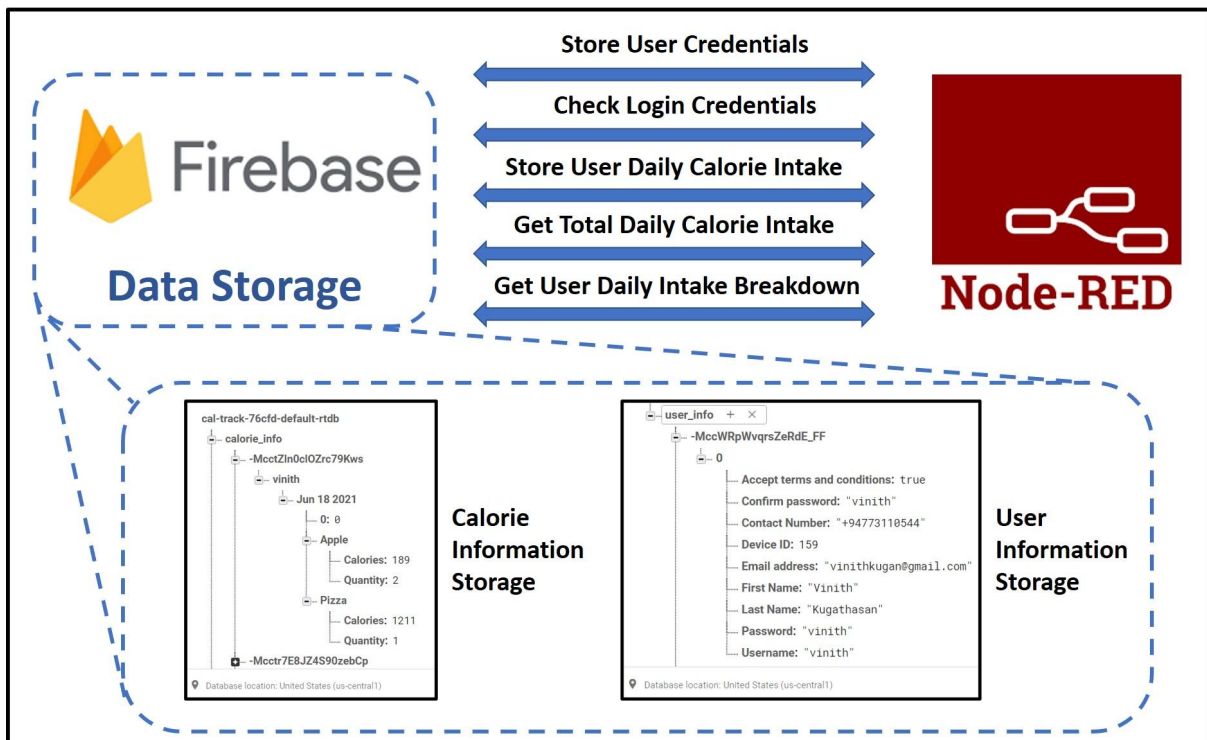 Store User Credentials
Check Login Credentials
Store User Daily Calorie Intake
Get Total Daily Calorie Intake
Get User Daily Intake Breakdown
Firebase
Data Storage
Node-RED
cal-track-76cfd-default-rtdb
calorie_info
-McctZln0clOZrc79Kws
vinith
Jun 18 2021
0: 0
Apple
Calories: 189
Quantity: 2
Pizza
Calories: 1211
Quantity: 1
-Mcctr7E8JZ4S90zebCp
Database location: United States (us-central1)
Calorie
Information
Storage
user_info + ×
-MccWRpWvqrsZeRdE_FF
0
Accept terms and conditions: true
Confirm password: "vinith"
Contact Number: "+94773110544"
Device ID: 159
Email address: "vinithkugan@gmail.com"
First Name: "Vinith"
Last Name: "Kugathasan"
Password: "vinith"
Username: "vinith"
Database location: United States (us-central1)
User
Information
Storage